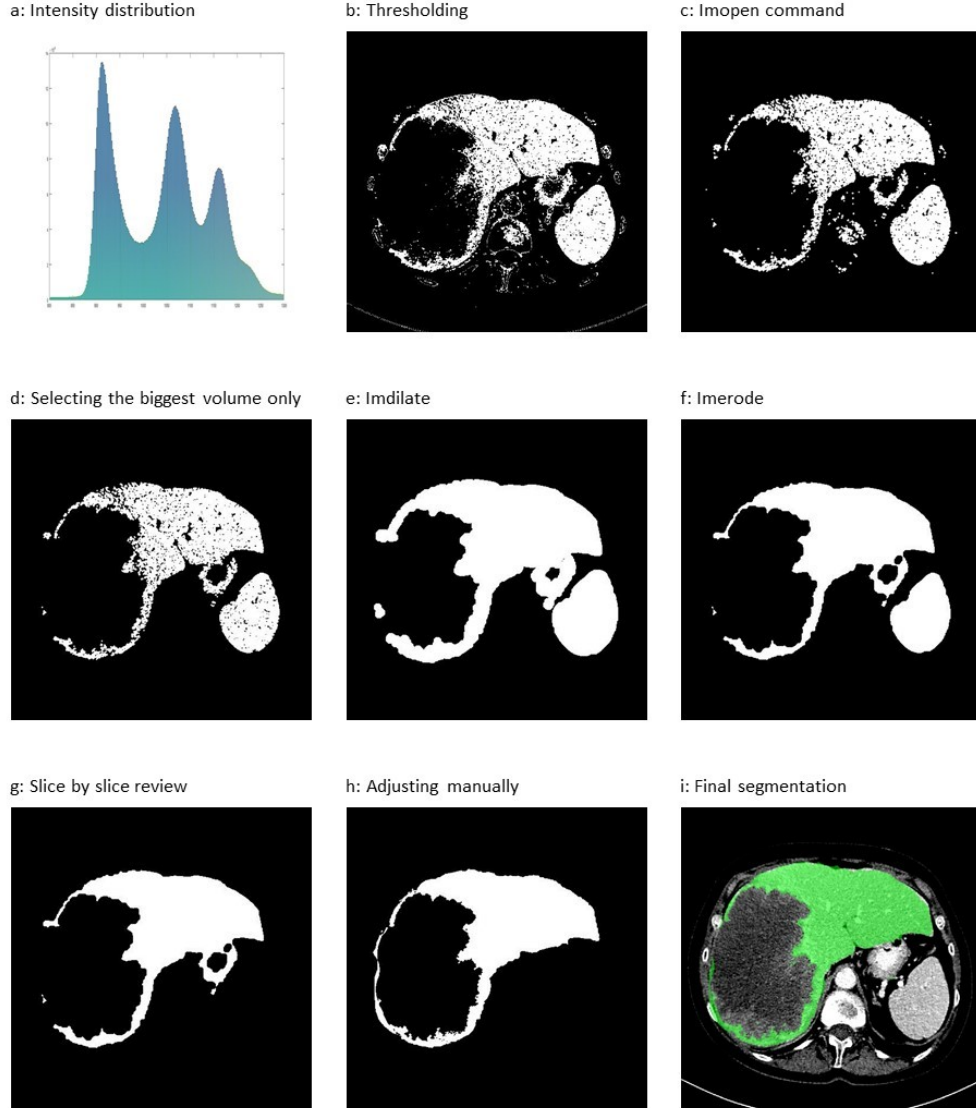 a: Intensity distribution
b: Thresholding
c: Imopen command
d: Selecting the biggest volume only
e: Imdilate
f: Imerode
g: Slice by slice review
h: Adjusting manually
i: Final segmentation